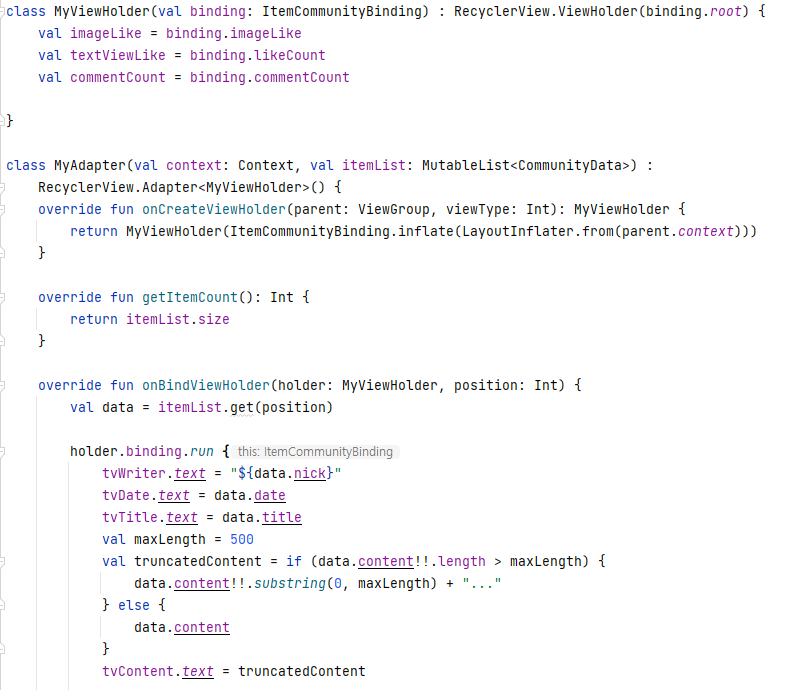 class MyViewHolder(val binding: ItemCommunityBinding) : RecyclerView.ViewHolder(binding.root) {
    val imageLike = binding.imageLike
    val textViewLike = binding.likeCount
    val commentCount = binding.commentCount
}
class MyAdapter(val context: Context, val itemList: MutableList<CommunityData>) :
    RecyclerView.Adapter<MyViewHolder>() {
    override fun onCreateViewHolder(parent: ViewGroup, viewType: Int): MyViewHolder {
        return MyViewHolder(ItemCommunityBinding.inflate(LayoutInflater.from(parent.context)))
    }
    override fun getItemCount(): Int {
        return itemList.size
    }
    override fun onBindViewHolder(holder: MyViewHolder, position: Int) {
        val data = itemList.get(position)
        holder.binding.run { this: ItemCommunityBinding
            tvWriter.text = "${data.nick}"
            tvDate.text = data.date
            tvTitle.text = data.title
            val maxLength = 500
            val truncatedContent = if (data.content!!.length > maxLength) {
                data.content!!.substring(0, maxLength) + "..."
            } else {
                data.content
            }
            tvContent.text = truncatedContent